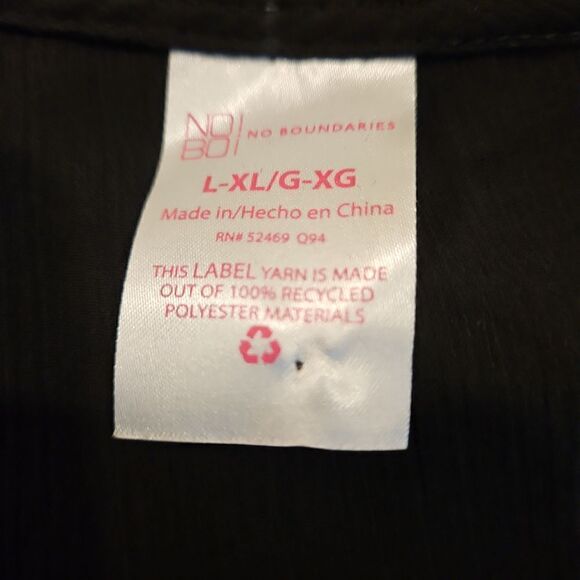 NO
BO
NO BOUNDARIES
L-XL/G-XG
Made in/Hecho en China
RN# 52469 Q94
THIS LABEL YARN IS MADE
OUT OF 100% RECYCLED
POLYESTER MATERIALS